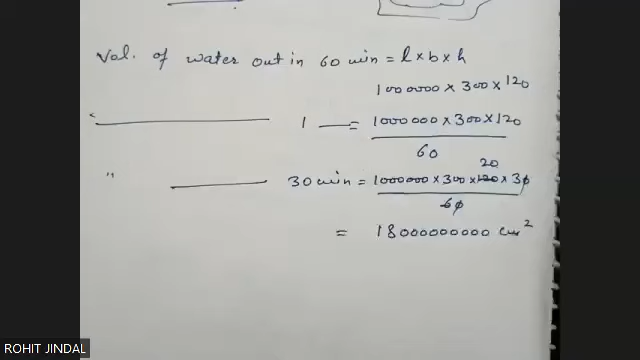 Vol. of water out in 60 min = l × b × h
1000000 × 300 × 120
" ——— 1 —— = 1000000 × 300 × 120
60
20
" ——— 30 min = 1000000 × 300 × 120 × 30
60
= 18000000000 cm²
ROHIT JINDAL